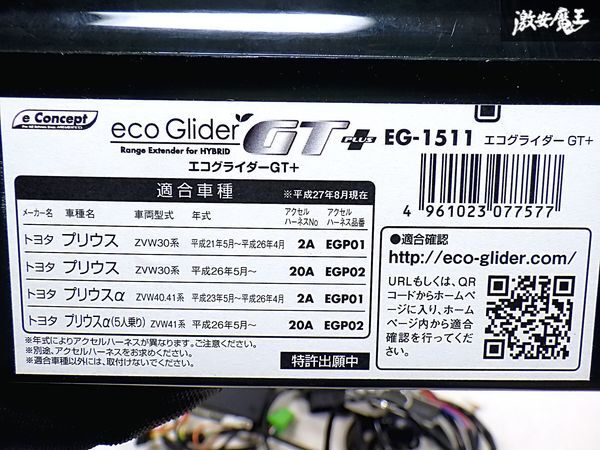 激安魔王
e Concept
eco Glider GT PLUS EG-1511 エコグライダー GT+
Range Extender for HYBRID
エコグライダーGT+
適合車種 ※平成27年8月現在
メーカー名 車種名 車両型式 年式 アクセルハーネスNo アクセルハーネス品番
トヨタ プリウス ZVW30系 平成21年5月～平成26年4月 2A EGP01
トヨタ プリウス ZVW30系 平成26年5月～ 20A EGP02
トヨタ プリウスα ZVW40.41系 平成23年5月～平成26年4月 2A EGP01
トヨタ プリウスα(5人乗り) ZVW41系 平成26年5月～ 20A EGP02
※年式によりアクセルハーネスが異なります。ご注意ください。
※別途、アクセルハーネスをお求めください。
※適合車種以外には、取付けないでください。
特許出願中
4 961023 077577
●適合確認
http://eco-glider.com/
URLもしくは、QR
コードからホームペ
ージに入り、ホーム
ページ内から適合
確認を行ってくださ
い。